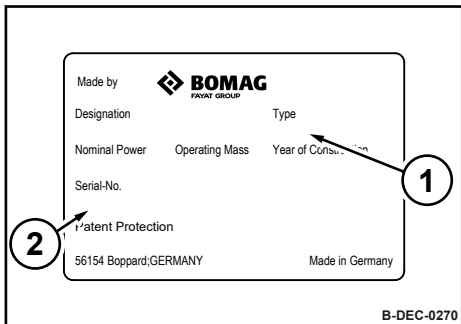 Made by BOMAG
FAYAT GROUP
Designation Type
Nominal Power Operating Mass Year of Construction
Serial-No.
1
2
Patent Protection
56154 Boppard;GERMANY Made in Germany
B-DEC-0270